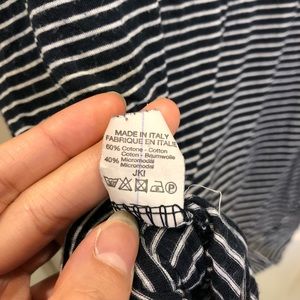 MADE IN ITALY
FABRIQUE EN ITALIE
60% Cotone - Cotton
Coton - Baumwolle
40% Micromodal
Micromodal
JKI